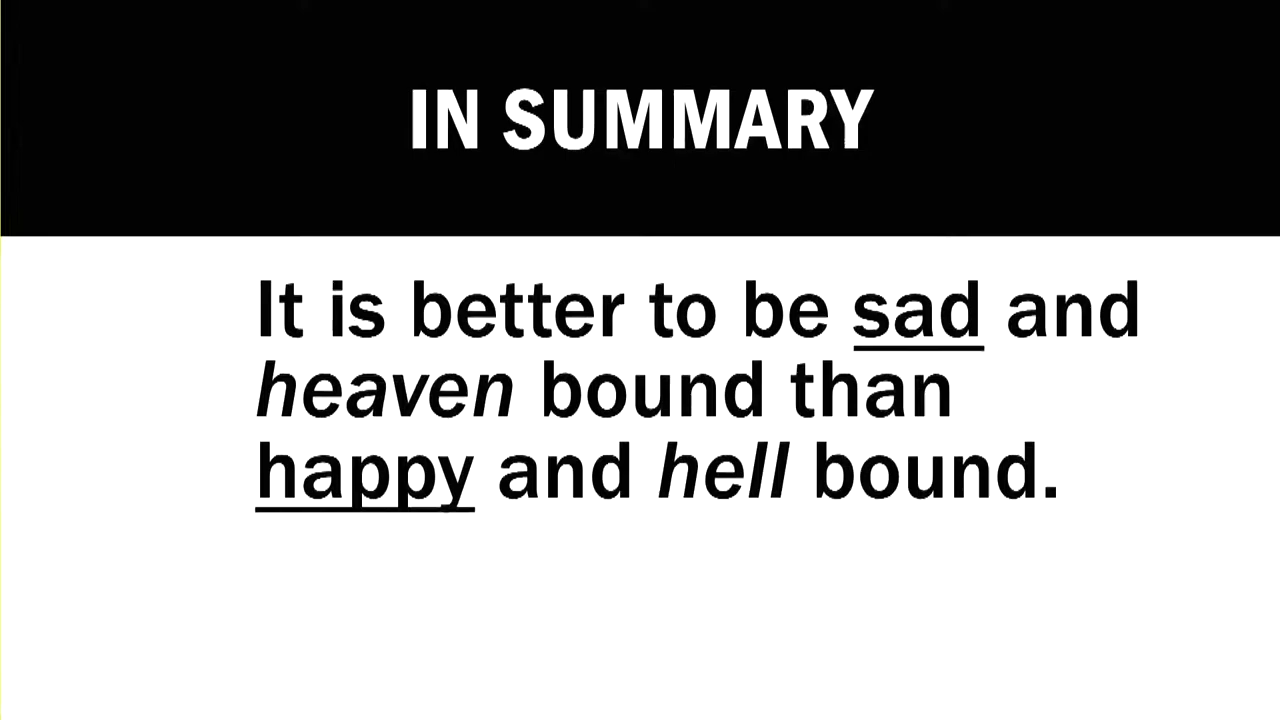 IN SUMMARY
It is better to be sad and
heaven bound than
happy and hell bound.